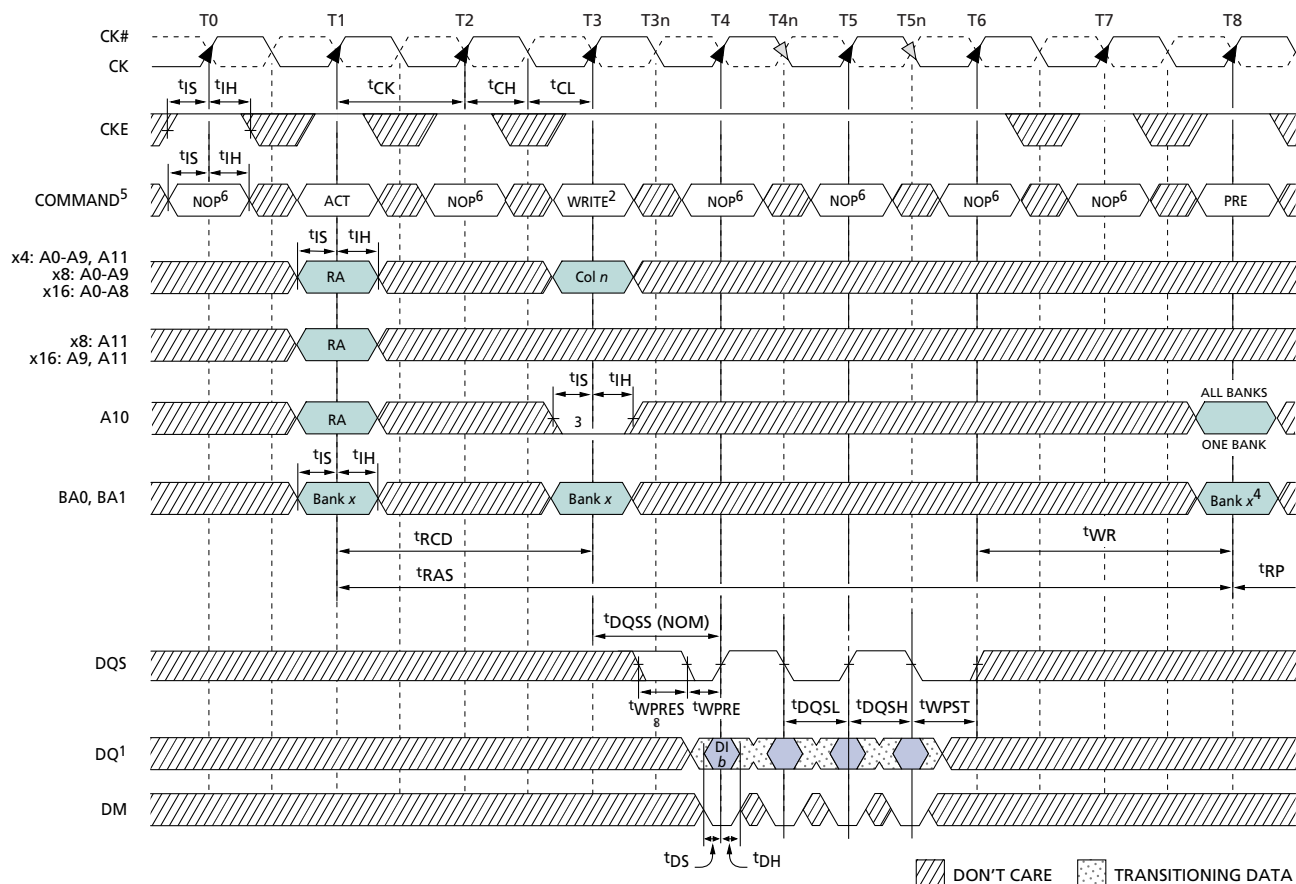 T0 T1 T2 T3 T3n T4 T4n T5 T5n T6 T7 T8
CK#
CK
tIS tIH tCK tCH tCL
CKE
tIS tIH
COMMAND5 NOP6 ACT NOP6 WRITE2 NOP6 NOP6 NOP6 NOP6 PRE
tIS tIH
x4: A0-A9, A11
x8: A0-A9
x16: A0-A8
RA Col n
x8: A11
x16: A9, A11
RA
tIS tIH
A10 RA 3
ALL BANKS
ONE BANK
tIS tIH
BA0, BA1 Bank x Bank x Bank x4
tRCD tWR
tRAS tRP
tDQSS (NOM)
DQS
tWPRES tWPRE tDQSL tDQSH tWPST
8
DQ1 DI
b
DM
tDS tDH
DON'T CARE TRANSITIONING DATA